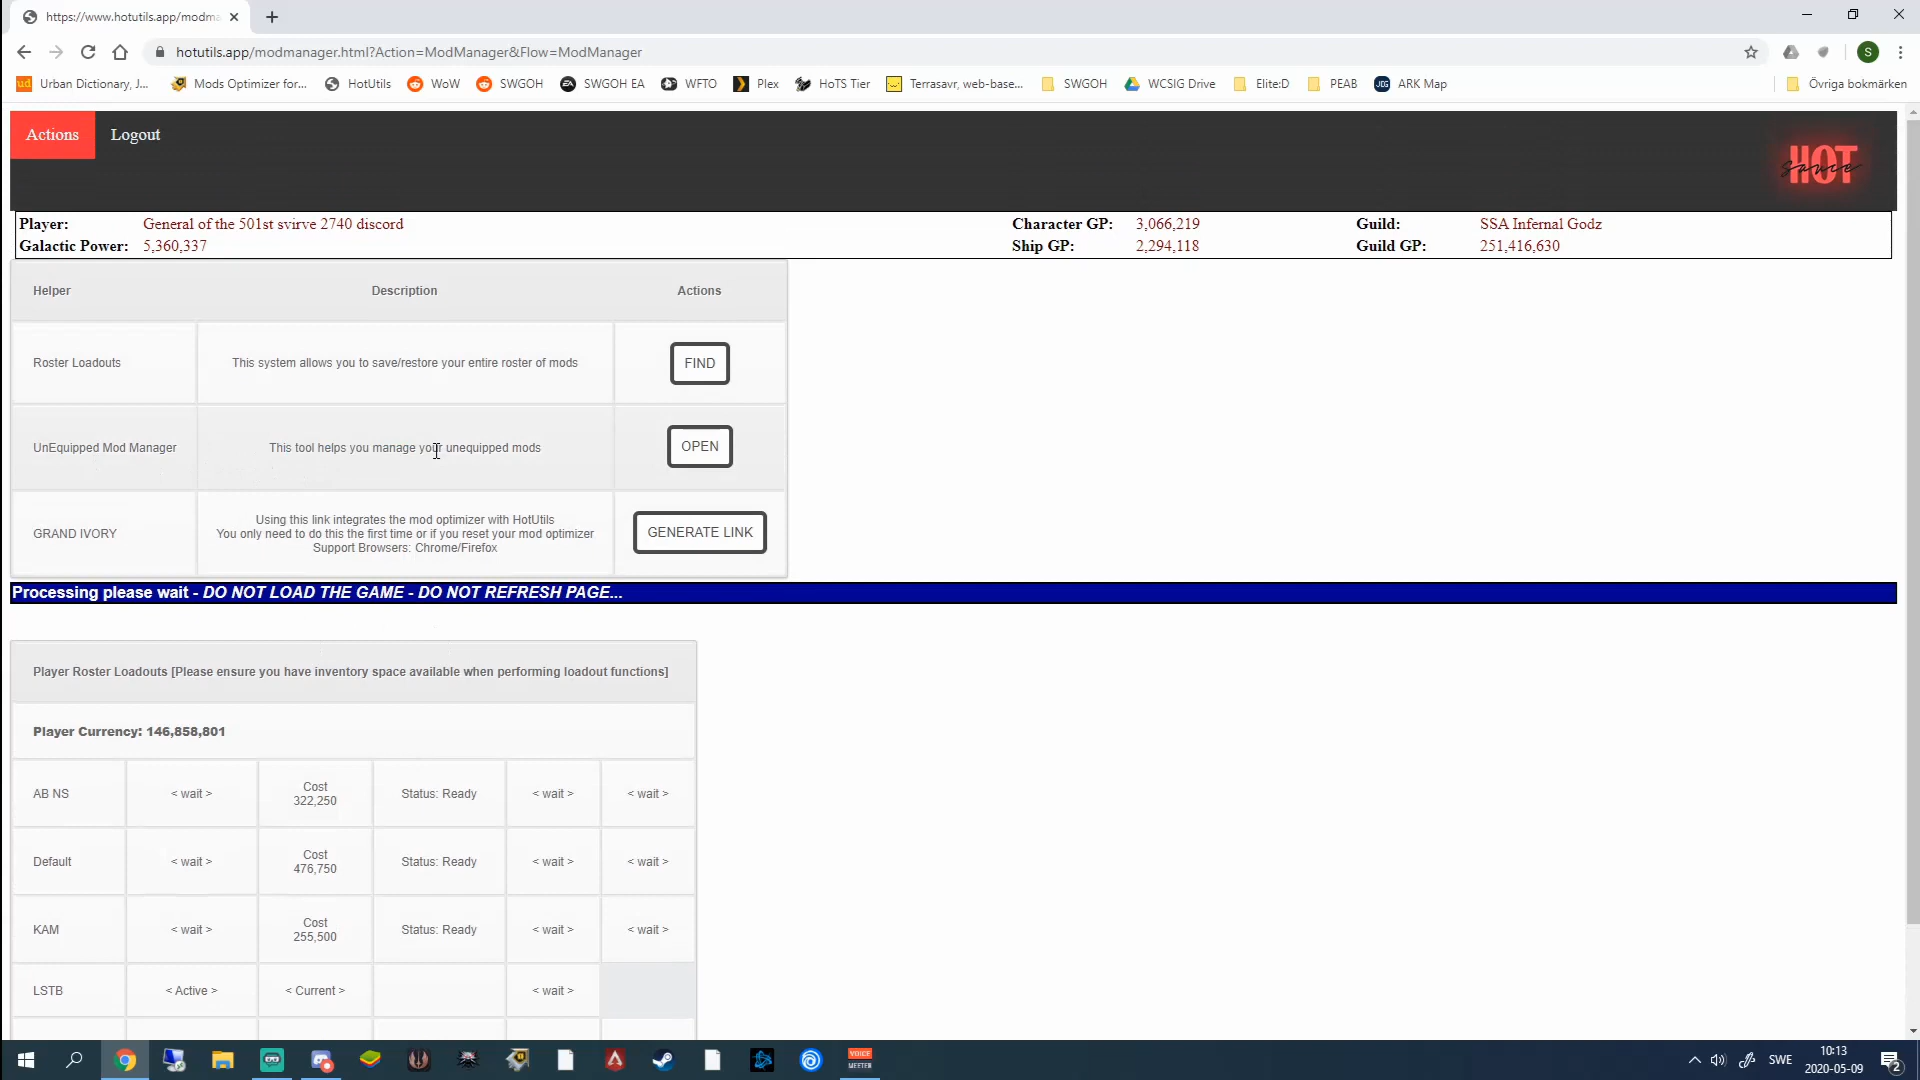 https://www.hotutils.app/modma
hotutils.app/modmanager.html?Action=ModManager&Flow=ModManager
S
Urban Dictionary, J... Mods Optimizer for... HotUtils WoW SWGOH SWGOH EA WFTO Plex HoTS Tier Terrasavr, web-base... SWGOH WCSIG Drive Elite:D PEAB ARK Map Övriga bokmärken
Actions Logout
HOT sauce
Player: General of the 501st svirve 2740 discord Character GP: 3,066,219 Guild: SSA Infernal Godz
Galactic Power: 5,360,337 Ship GP: 2,294,118 Guild GP: 251,416,630
Helper Description Actions
Roster Loadouts This system allows you to save/restore your entire roster of mods FIND
UnEquipped Mod Manager This tool helps you manage your unequipped mods OPEN
Using this link integrates the mod optimizer with HotUtils
GRAND IVORY You only need to do this the first time or if you reset your mod optimizer GENERATE LINK
Support Browsers: Chrome/Firefox
Processing please wait - DO NOT LOAD THE GAME - DO NOT REFRESH PAGE...
Player Roster Loadouts [Please ensure you have inventory space available when performing loadout functions]
Player Currency: 146,858,801
AB NS < wait > Cost 322,250 Status: Ready < wait > < wait >
Default < wait > Cost 476,750 Status: Ready < wait > < wait >
KAM < wait > Cost 255,500 Status: Ready < wait > < wait >
LSTB < Active > < Current > < wait >
VOICE MEETER
SWE
10:13
2020-05-09
2